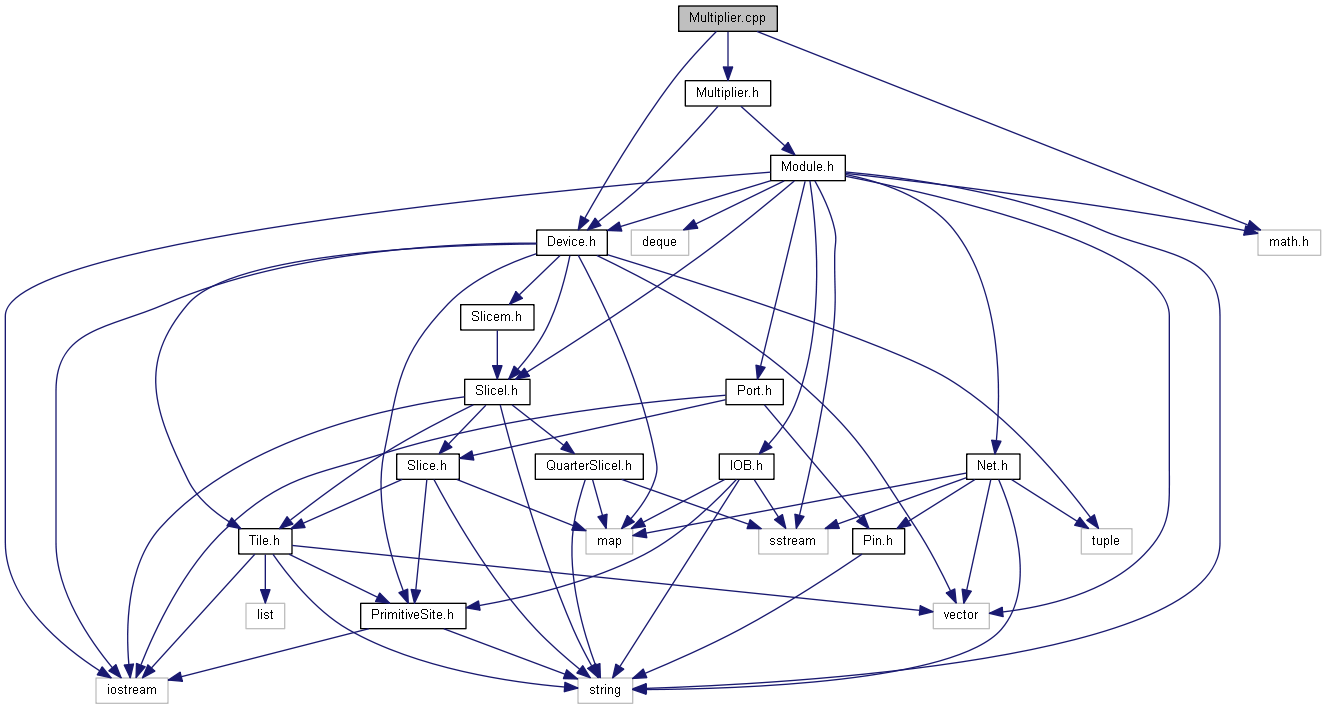 Multiplier.cpp
Multiplier.h
Module.h
Device.h
deque
math.h
Slicem.h
Slicel.h
Port.h
Slice.h
QuarterSlicel.h
IOB.h
Net.h
Tile.h
map
sstream
Pin.h
tuple
list
PrimitiveSite.h
vector
iostream
string